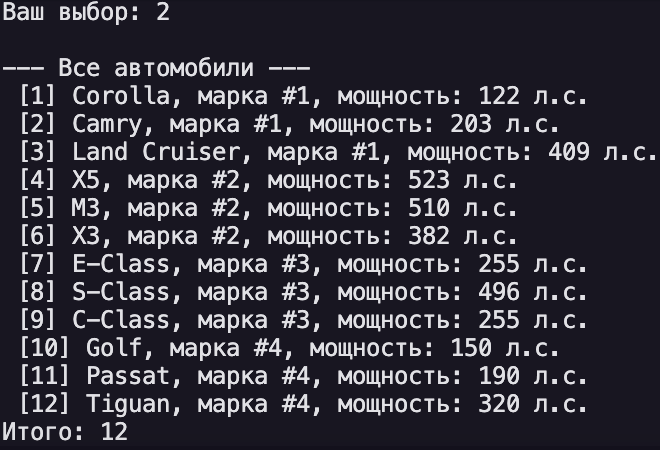 Ваш выбор: 2
--- Все автомобили ---
[1] Corolla, марка #1, мощность: 122 л.с.
[2] Camry, марка #1, мощность: 203 л.с.
[3] Land Cruiser, марка #1, мощность: 409 л.с.
[4] X5, марка #2, мощность: 523 л.с.
[5] M3, марка #2, мощность: 510 л.с.
[6] X3, марка #2, мощность: 382 л.с.
[7] E-Class, марка #3, мощность: 255 л.с.
[8] S-Class, марка #3, мощность: 496 л.с.
[9] C-Class, марка #3, мощность: 255 л.с.
[10] Golf, марка #4, мощность: 150 л.с.
[11] Passat, марка #4, мощность: 190 л.с.
[12] Tiguan, марка #4, мощность: 320 л.с.
Итого: 12